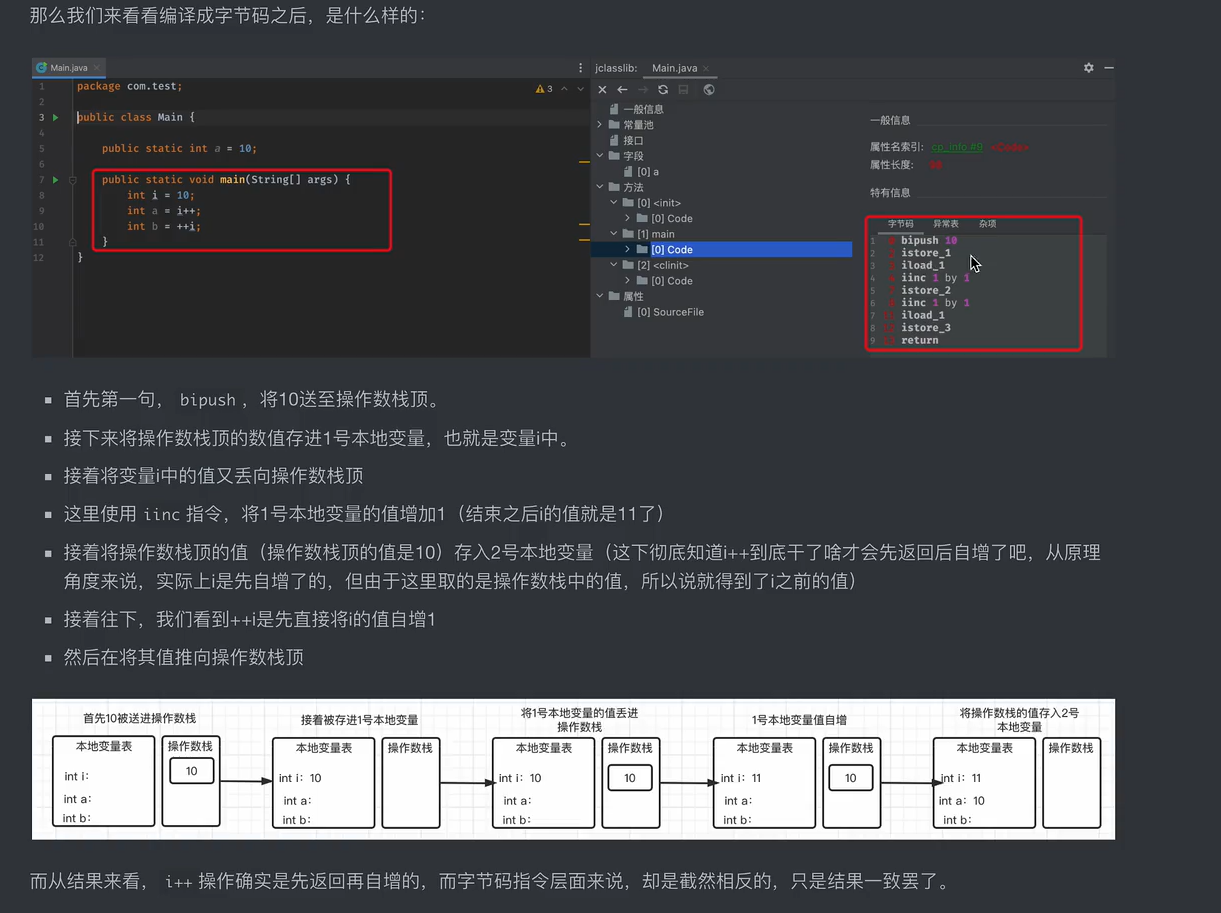 那么我们来看看编译成字节码之后，是什么样的：
Main.java
1 package com.test;
3
2
3 public class Main {
4
5 public static int a = 10;
6
7 public static void main(String[] args) {
8 int i = 10;
9 int a = i++;
10 int b = ++i;
11 }
12 }
jclasslib: Main.java
一般信息
常量池
接口
字段
[0] a
方法
[0] <init>
[0] Code
[1] main
[0] Code
[2] <clinit>
[0] Code
属性
[0] SourceFile
一般信息
属性名索引： cp_info #9 <Code>
属性长度：
特有信息
字节码 异常表 杂项
1 bipush 10
2 istore_1
3 iload_1
4 iinc 1 by 1
5 istore_2
6 iinc 1 by 1
7 iload_1
8 istore_3
9 return
▪ 首先第一句， bipush ，将10送至操作数栈顶。
▪ 接下来将操作数栈顶的数值存进1号本地变量，也就是变量i中。
▪ 接着将变量i中的值又丢向操作数栈顶
▪ 这里使用 iinc 指令，将1号本地变量的值增加1（结束之后i的值就是11了）
▪ 接着将操作数栈顶的值（操作数栈顶的值是10）存入2号本地变量（这下彻底知道i++到底干了啥才会先返回后自增了吧，从原理
角度来说，实际上i是先自增了的，但由于这里取的是操作数栈中的值，所以说就得到了i之前的值）
▪ 接着往下，我们看到++i是先直接将i的值自增1
▪ 然后在将其值推向操作数栈顶
首先10被送进操作数栈
本地变量表 操作数栈
int i：
10
int a：
int b：
接着被存进1号本地变量
本地变量表 操作数栈
int i：10
int a：
int b：
将1号本地变量的值丢进
操作数栈
本地变量表 操作数栈
int i：10
10
int a：
int b：
1号本地变量值自增
本地变量表 操作数栈
int i：11
10
int a：
int b：
将操作数栈的值存入2号
本地变量
本地变量表 操作数栈
int i：11
int a：10
int b：
而从结果来看， i++ 操作确实是先返回再自增的，而字节码指令层面来说，却是截然相反的，只是结果一致罢了。